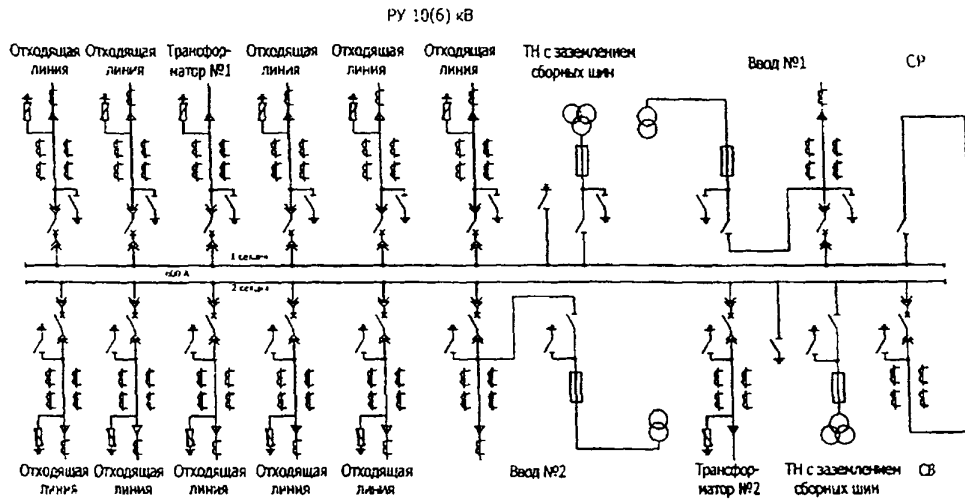 РУ 10(6) кВ
Отходящая линия
Отходящая линия
Трансфор-
матор №1
Отходящая линия
Отходящая линия
Отходящая линия
ТН с заземлением
сборных шин
Ввод №1
СР
1 секция
600 А
2 секция
Отходящая линия
Отходящая линия
Отходящая линия
Отходящая линия
Отходящая линия
Ввод №2
Трансфор-
матор №2
ТН с заземлением
сборных шин
СВ